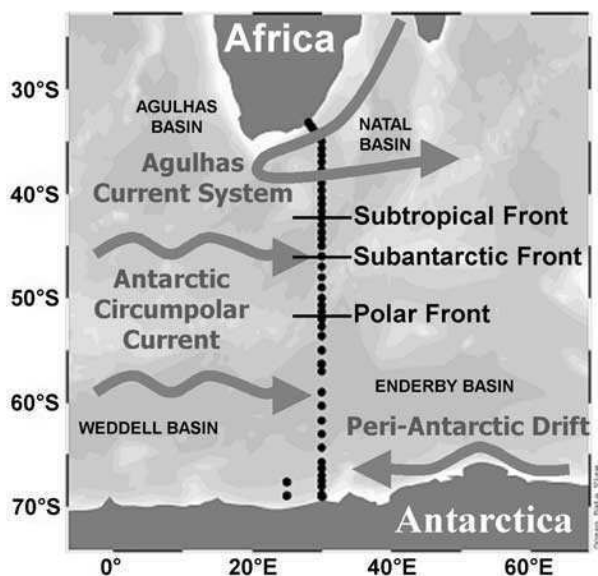 Africa
30°S
AGULHAS
BASIN
NATAL
BASIN
Agulhas
Current System
40°S
Subtropical Front
Subantarctic Front
Antarctic
Circumpolar
Current
50°S
Polar Front
ENDERBY BASIN
60°S
WEDDELL BASIN
Peri-Antarctic Drift
70°S
Antarctica
0°
20°E
40°E
60°E